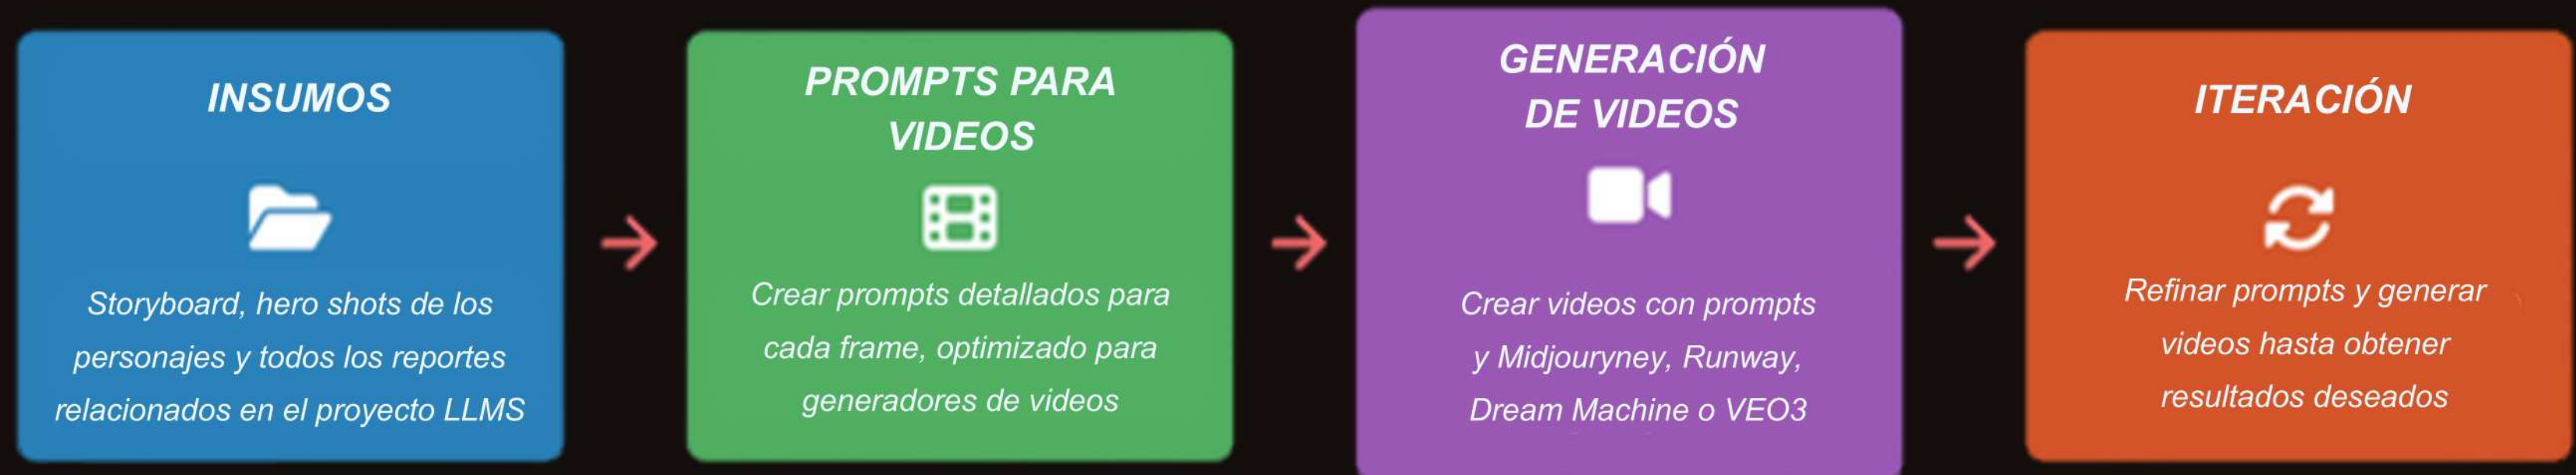 INSUMOS
Storyboard, hero shots de los
personajes y todos los reportes
relacionados en el proyecto LLMS
PROMPTS PARA
VIDEOS
Crear prompts detallados para
cada frame, optimizado para
generadores de videos
GENERACIÓN
DE VIDEOS
Crear videos con prompts
y Midjouryney, Runway,
Dream Machine o VEO3
ITERACIÓN
Refinar prompts y generar
videos hasta obtener
resultados deseados